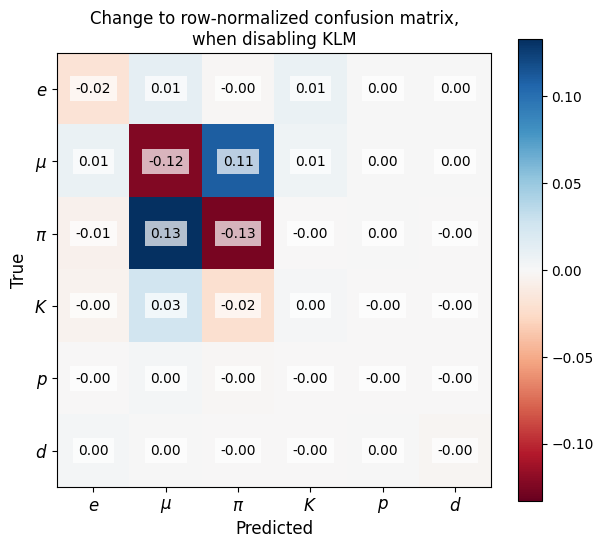 Change to row-normalized confusion matrix,
when disabling KLM
e -0.02 0.01 -0.00 0.01 0.00 0.00
μ 0.01 -0.12 0.11 0.01 0.00 0.00
π -0.01 0.13 -0.13 -0.00 0.00 -0.00
K -0.00 0.03 -0.02 0.00 -0.00 -0.00
p -0.00 0.00 -0.00 -0.00 -0.00 -0.00
d 0.00 0.00 -0.00 -0.00 0.00 -0.00
e μ π K p d
Predicted
True
0.10
0.05
0.00
−0.05
−0.10